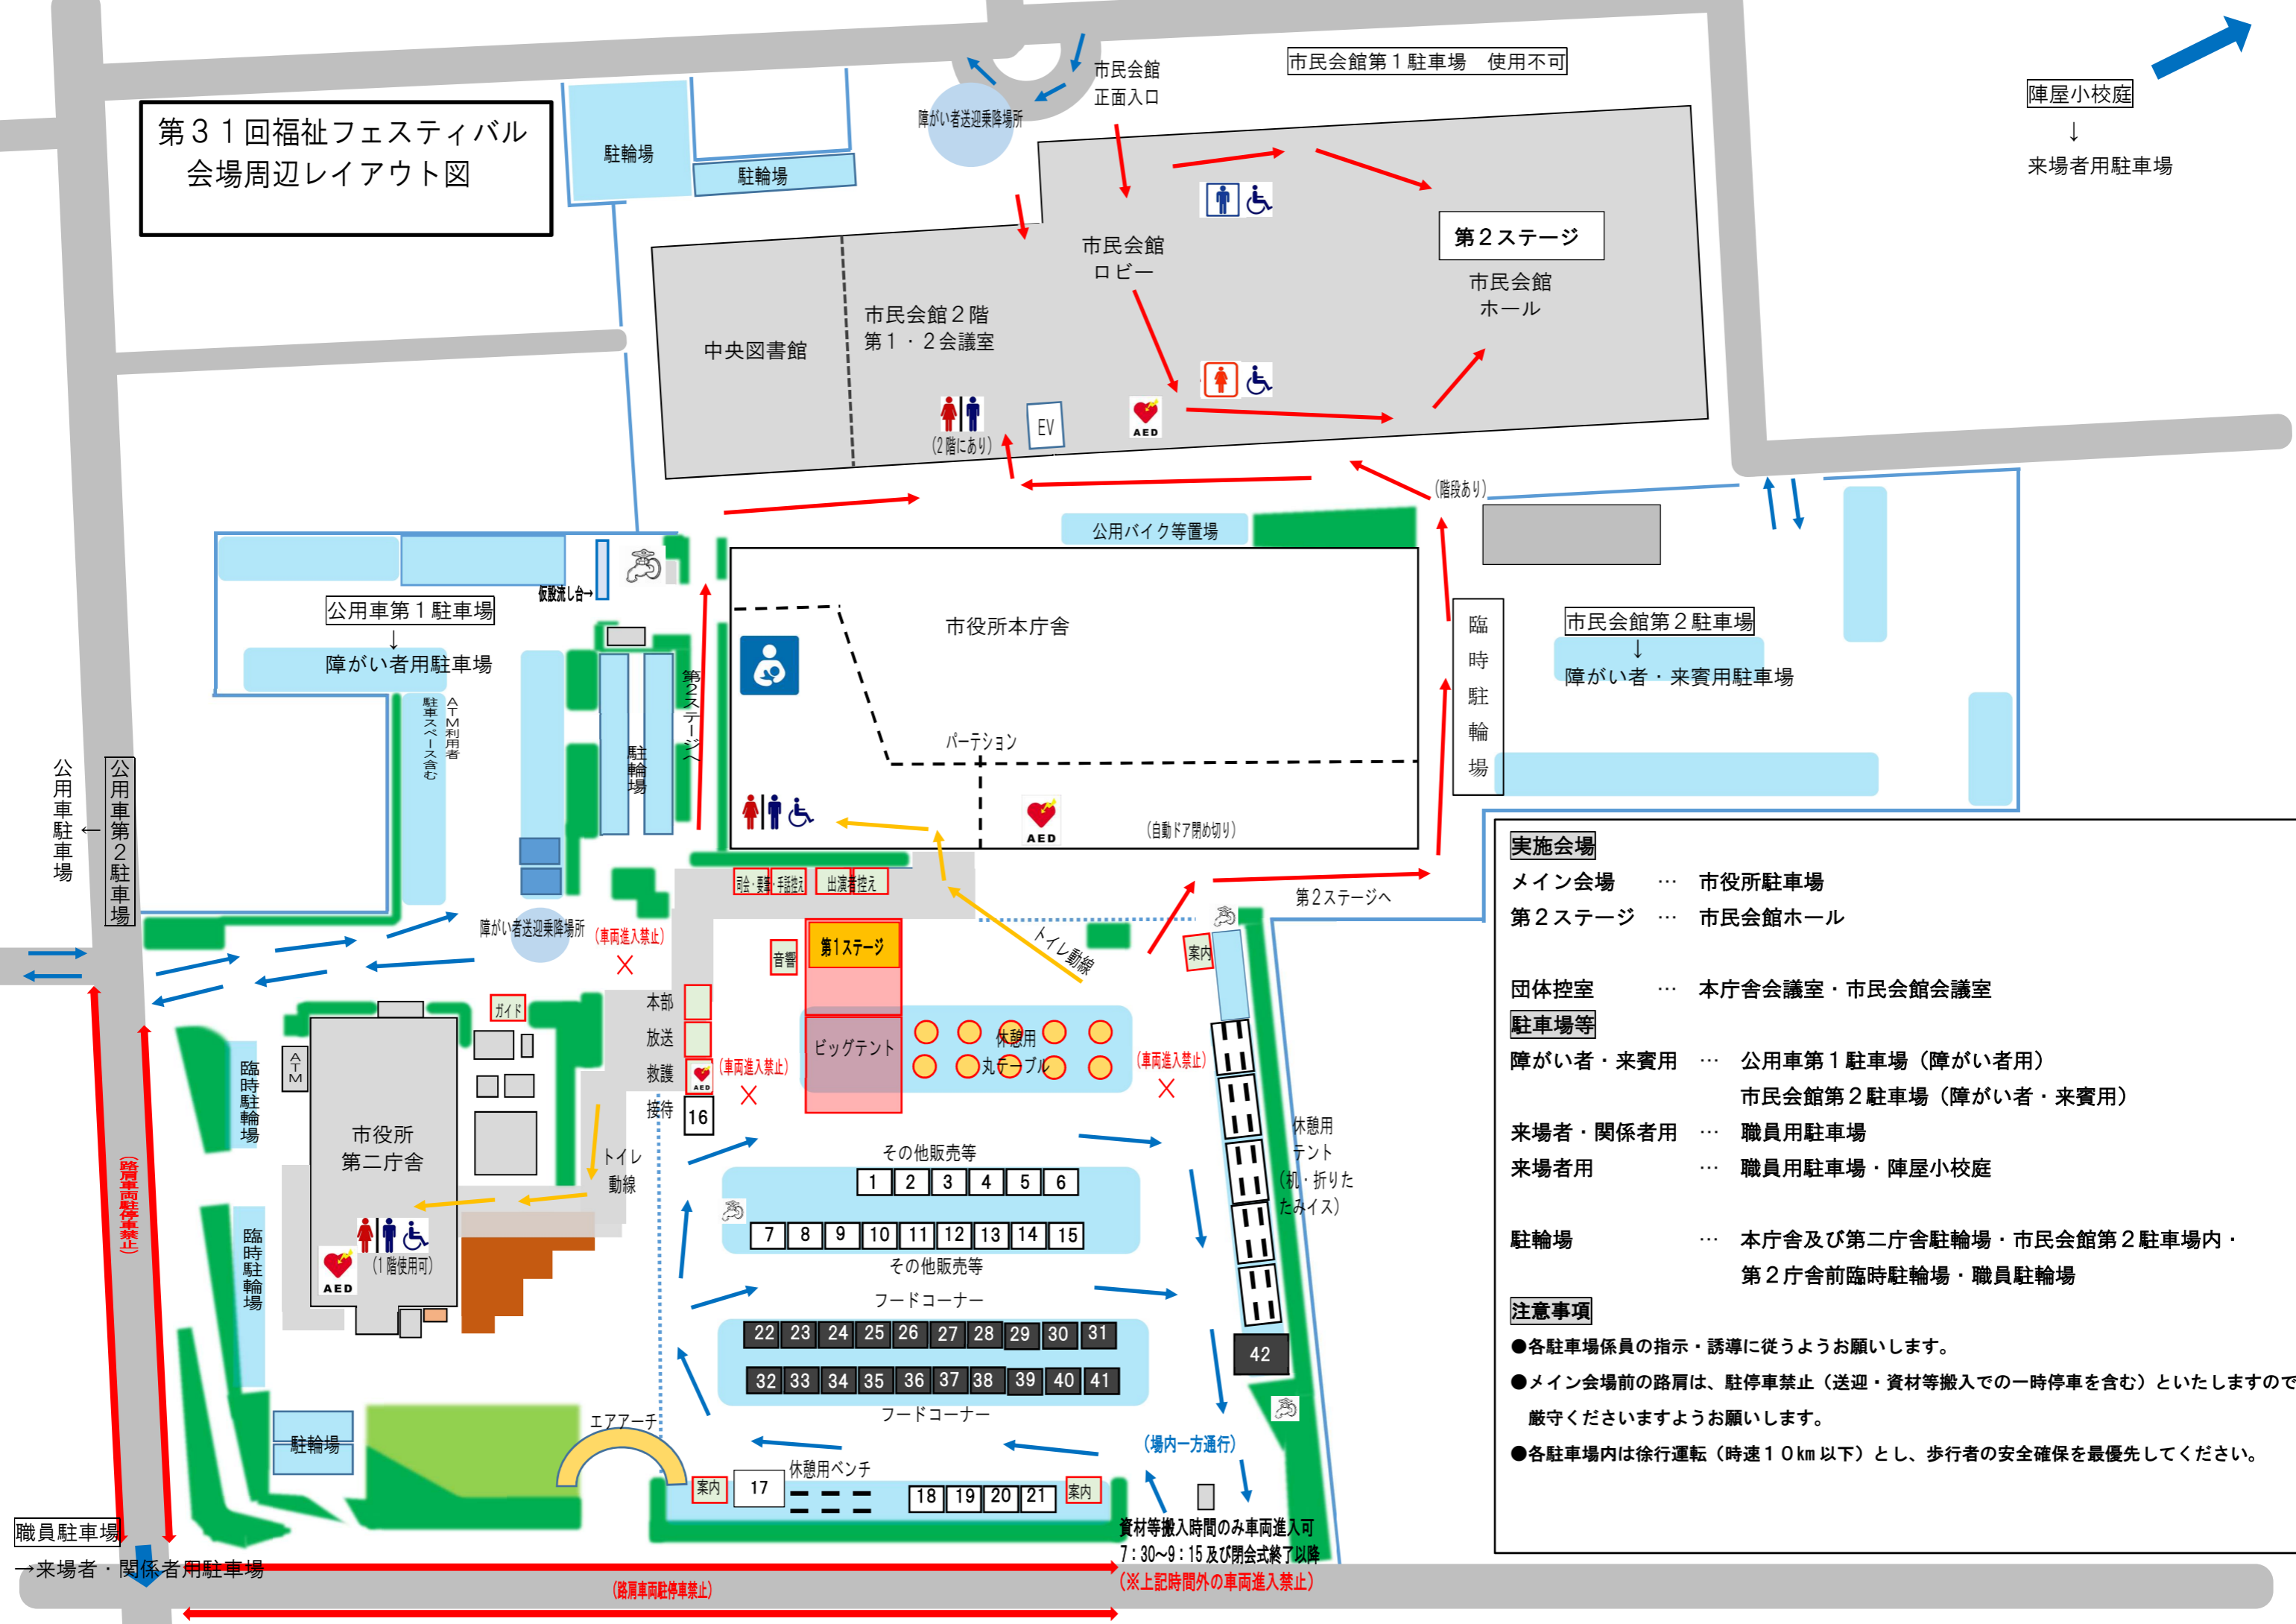 第３１回福祉フェスティバル
会場周辺レイアウト図
駐輪場
駐輪場
障がい者送迎乗降場所
市民会館
正面入口
市民会館第１駐車場　使用不可
陣屋小校庭
↓
来場者用駐車場
市民会館
ロビー
第２ステージ
市民会館
ホール
中央図書館
市民会館２階
第１・２会議室
(2階にあり)
EV
AED
(階段あり)
公用バイク等置場
仮設流し台→
公用車第１駐車場
↓
障がい者用駐車場
ATM利用者
駐車スペース含む
駐輪場
第２ステージへ
市役所本庁舎
パーテション
AED
(自動ドア閉め切り)
臨時駐輪場
市民会館第２駐車場
↓
障がい者・来賓用駐車場
公用車第２駐車場
←
公用車駐車場
障がい者送迎乗降場所
(車両進入禁止)
司会・要筆・手話控え
出演者控え
第２ステージへ
音響
第1ステージ
トイレ動線
案内
ガイド
本部
放送
救護
AED
接待
16
(車両進入禁止)
ビッグテント
休憩用
丸テーブル
(車両進入禁止)
ATM
臨時駐輪場
市役所
第二庁舎
トイレ
動線
休憩用
テント
(机・折りた
たみイス)
その他販売等
1 2 3 4 5 6
7 8 9 10 11 12 13 14 15
その他販売等
(路肩車両駐停車禁止)
臨時駐輪場
AED
(1階使用可)
フードコーナー
22 23 24 25 26 27 28 29 30 31
32 33 34 35 36 37 38 39 40 41
フードコーナー
42
駐輪場
エアアーチ
(場内一方通行)
案内
17
休憩用ベンチ
18 19 20 21
案内
資材等搬入時間のみ車両進入可
7：30～9：15 及び閉会式終了以降
(※上記時間外の車両進入禁止)
職員駐車場
→来場者・関係者用駐車場
(路肩車両駐停車禁止)
実施会場
メイン会場　…　市役所駐車場
第２ステージ　…　市民会館ホール
団体控室　…　本庁舎会議室・市民会館会議室
駐車場等
障がい者・来賓用　…　公用車第１駐車場（障がい者用）
市民会館第２駐車場（障がい者・来賓用）
来場者・関係者用　…　職員用駐車場
来場者用　…　職員用駐車場・陣屋小校庭
駐輪場　…　本庁舎及び第二庁舎駐輪場・市民会館第２駐車場内・
第２庁舎前臨時駐輪場・職員駐輪場
注意事項
●各駐車場係員の指示・誘導に従うようお願いします。
●メイン会場前の路肩は、駐停車禁止（送迎・資材等搬入での一時停車を含む）といたしますので
厳守くださいますようお願いします。
●各駐車場内は徐行運転（時速１０㎞以下）とし、歩行者の安全確保を最優先してください。